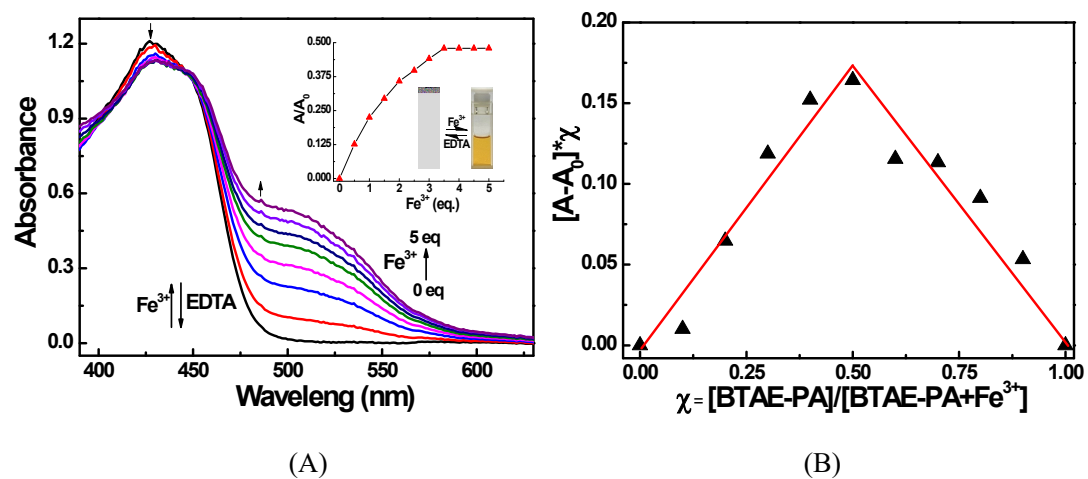 Absorbance
1.2
0.9
0.6
0.3
0.0
400 450 500 550 600
Waveleng (nm)
Fe³⁺ EDTA
5 eq
Fe³⁺
0 eq
A/A₀
0.500
0.375
0.250
0.125
0.000
0 1 2 3 4 5
Fe³⁺ (eq.)
Fe³⁺
EDTA
(A)
[A-A₀]*χ
0.20
0.15
0.10
0.05
0.00
0.00 0.25 0.50 0.75 1.00
χ = [BTAE-PA]/[BTAE-PA+Fe³⁺]
(B)